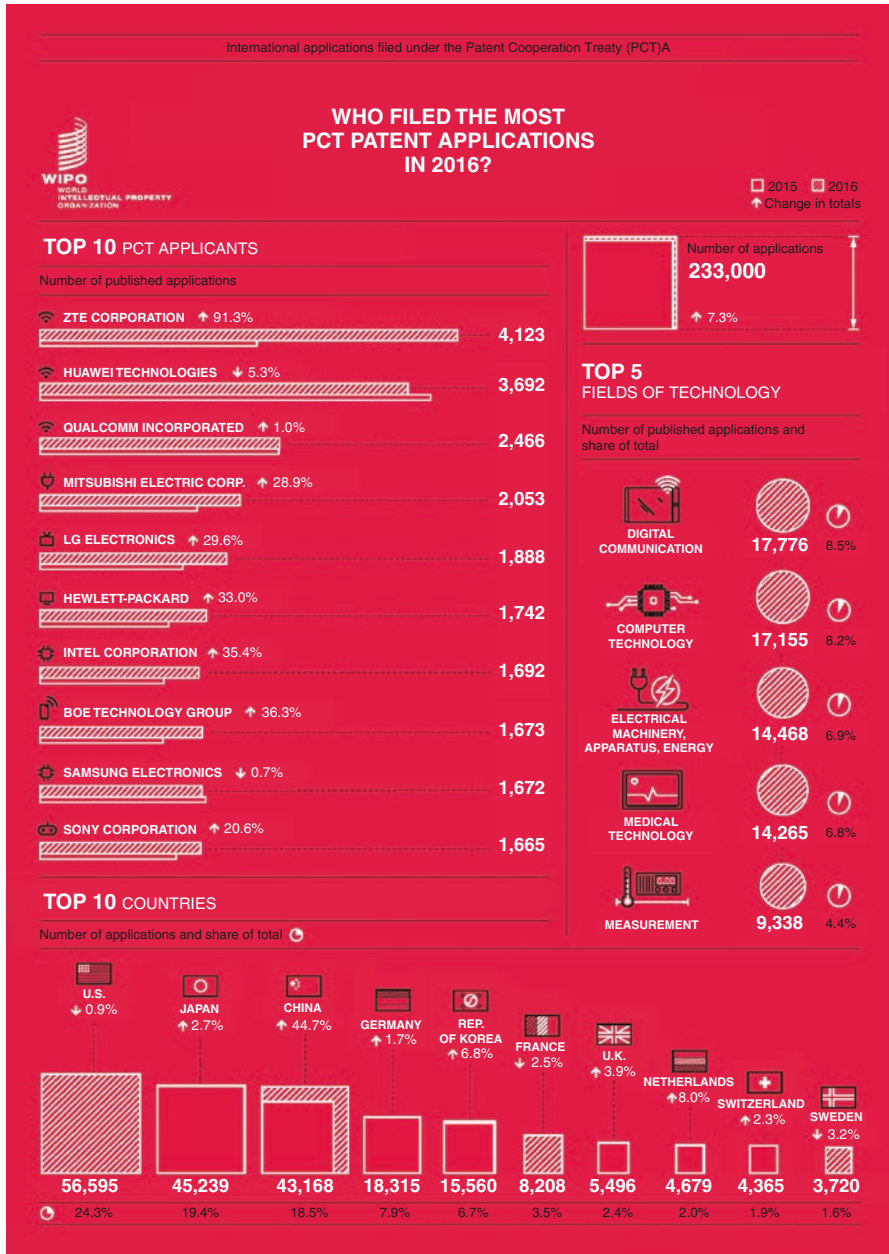 International applications filed under the Patent Cooperation Treaty (PCT)A
WHO FILED THE MOST
PCT PATENT APPLICATIONS
IN 2016?
WIPO
WORLD
INTELLECTUAL PROPERTY
ORGANIZATION
2015 2016
Change in totals
TOP 10 PCT APPLICANTS
Number of published applications
ZTE CORPORATION ↑ 91.3%
4,123
HUAWEI TECHNOLOGIES ↓ 5.3%
3,692
QUALCOMM INCORPORATED ↑ 1.0%
2,466
MITSUBISHI ELECTRIC CORP. ↑ 28.9%
2,053
LG ELECTRONICS ↑ 29.6%
1,888
HEWLETT-PACKARD ↑ 33.0%
1,742
INTEL CORPORATION ↑ 35.4%
1,692
BOE TECHNOLOGY GROUP ↑ 36.3%
1,673
SAMSUNG ELECTRONICS ↓ 0.7%
1,672
SONY CORPORATION ↑ 20.6%
1,665
Number of applications
233,000
↑ 7.3%
TOP 5
FIELDS OF TECHNOLOGY
Number of published applications and
share of total
DIGITAL
COMMUNICATION
17,776 8.5%
COMPUTER
TECHNOLOGY
17,155 8.2%
ELECTRICAL
MACHINERY,
APPARATUS, ENERGY
14,468 6.9%
MEDICAL
TECHNOLOGY
14,265 6.8%
MEASUREMENT
9,338 4.4%
TOP 10 COUNTRIES
Number of applications and share of total
U.S.
↓ 0.9%
56,595
24.3%
JAPAN
↑ 2.7%
45,239
19.4%
CHINA
↑ 44.7%
43,168
18.5%
GERMANY
↑ 1.7%
18,315
7.9%
REP.
OF KOREA
↑ 6.8%
15,560
6.7%
FRANCE
↓ 2.5%
8,208
3.5%
U.K.
↑ 3.9%
5,496
2.4%
NETHERLANDS
↑ 8.0%
4,679
2.0%
SWITZERLAND
↑ 2.3%
4,365
1.9%
SWEDEN
↓ 3.2%
3,720
1.6%